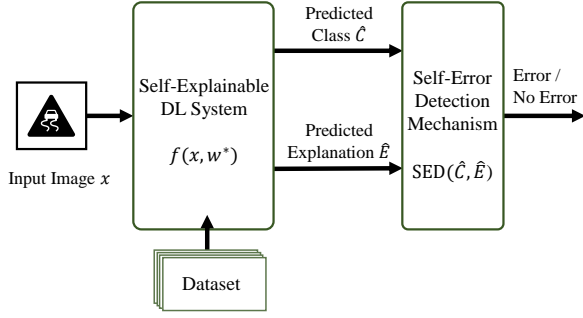 Input Image x
Self-Explainable
DL System
f(x, w*)
Dataset
Predicted
Class Ĉ
Predicted
Explanation Ê
Self-Error
Detection
Mechanism
SED(Ĉ, Ê)
Error /
No Error